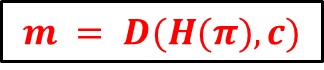 m = D(H(π), c)